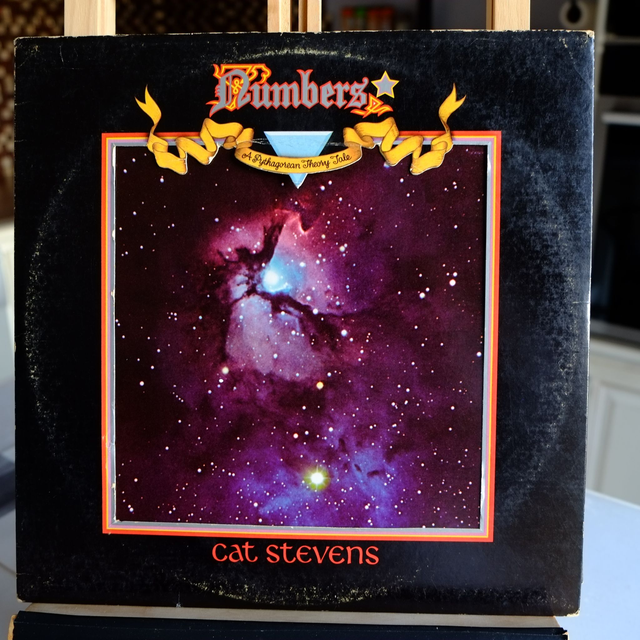 Numbers
A Pythagorean Theory Tale
cat stevens